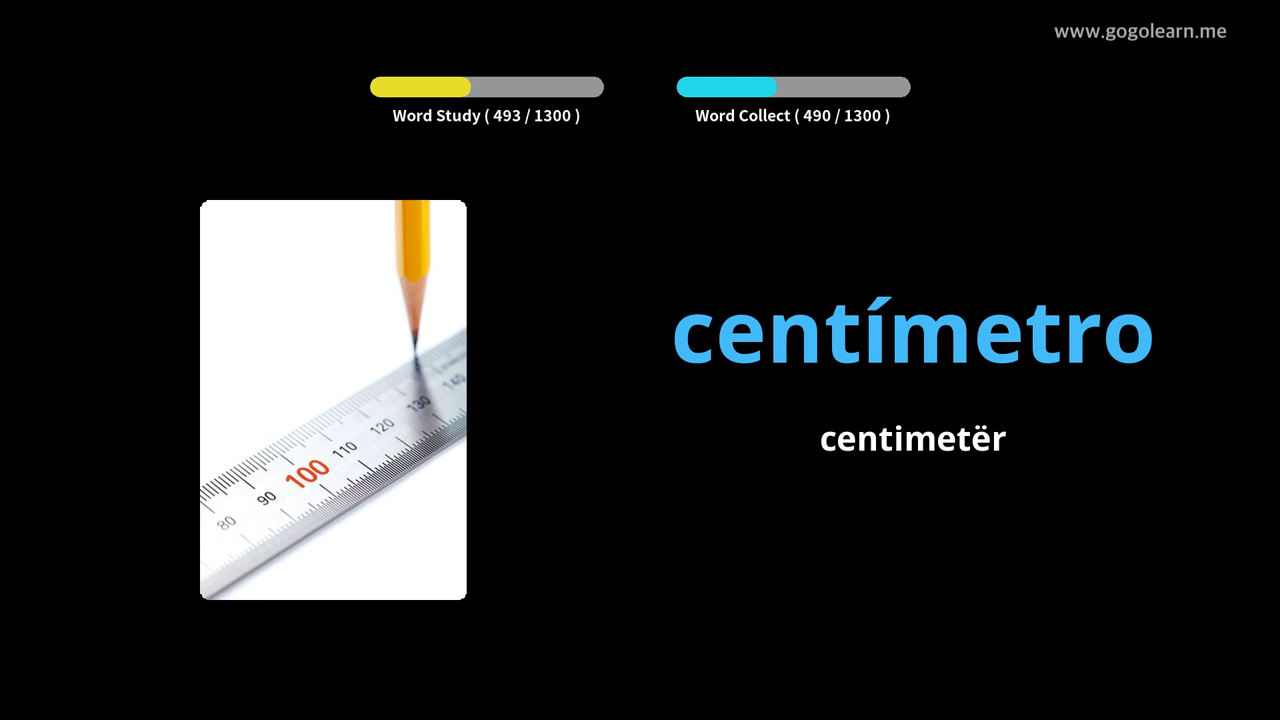 www.gogolearn.me
Word Study ( 493 / 1300 )
Word Collect ( 490 / 1300 )
centímetro
centimetër
80
90
100
110
120
130
140